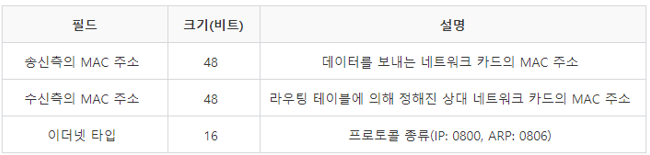 필드 크기(비트) 설명
송신측의 MAC 주소 48 데이터를 보내는 네트워크 카드의 MAC 주소
수신측의 MAC 주소 48 라우팅 테이블에 의해 정해진 상대 네트워크 카드의 MAC 주소
이더넷 타입 16 프로토콜 종류(IP: 0800, ARP: 0806)